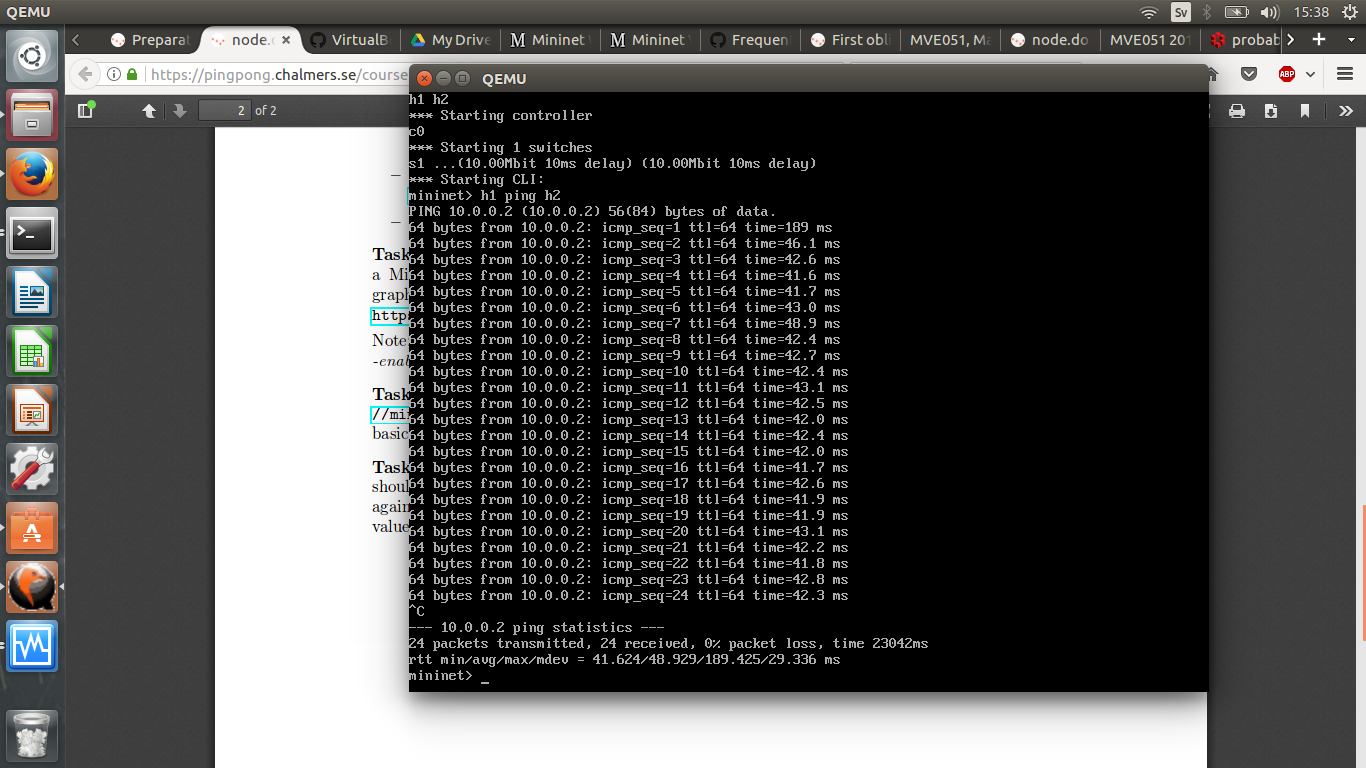 QEMU
Sv
15:38
Preparat
node.
VirtualB
My Drive
Mininet
Mininet
Frequen
First obli
MVE051, Ma
node.do
MVE051 201
probab
https://pingpong.chalmers.se/course
ABP
2 of 2
QEMU
h1 h2
*** Starting controller
c0
*** Starting 1 switches
s1 ...(10.00Mbit 10ms delay) (10.00Mbit 10ms delay)
*** Starting CLI:
mininet> h1 ping h2
PING 10.0.0.2 (10.0.0.2) 56(84) bytes of data.
64 bytes from 10.0.0.2: icmp_seq=1 ttl=64 time=189 ms
64 bytes from 10.0.0.2: icmp_seq=2 ttl=64 time=46.1 ms
64 bytes from 10.0.0.2: icmp_seq=3 ttl=64 time=42.6 ms
64 bytes from 10.0.0.2: icmp_seq=4 ttl=64 time=41.6 ms
64 bytes from 10.0.0.2: icmp_seq=5 ttl=64 time=41.7 ms
64 bytes from 10.0.0.2: icmp_seq=6 ttl=64 time=43.0 ms
64 bytes from 10.0.0.2: icmp_seq=7 ttl=64 time=48.9 ms
64 bytes from 10.0.0.2: icmp_seq=8 ttl=64 time=42.4 ms
64 bytes from 10.0.0.2: icmp_seq=9 ttl=64 time=42.7 ms
64 bytes from 10.0.0.2: icmp_seq=10 ttl=64 time=42.4 ms
64 bytes from 10.0.0.2: icmp_seq=11 ttl=64 time=43.1 ms
64 bytes from 10.0.0.2: icmp_seq=12 ttl=64 time=42.5 ms
64 bytes from 10.0.0.2: icmp_seq=13 ttl=64 time=42.0 ms
64 bytes from 10.0.0.2: icmp_seq=14 ttl=64 time=42.4 ms
64 bytes from 10.0.0.2: icmp_seq=15 ttl=64 time=42.0 ms
64 bytes from 10.0.0.2: icmp_seq=16 ttl=64 time=41.7 ms
64 bytes from 10.0.0.2: icmp_seq=17 ttl=64 time=42.6 ms
64 bytes from 10.0.0.2: icmp_seq=18 ttl=64 time=41.9 ms
64 bytes from 10.0.0.2: icmp_seq=19 ttl=64 time=41.9 ms
64 bytes from 10.0.0.2: icmp_seq=20 ttl=64 time=43.1 ms
64 bytes from 10.0.0.2: icmp_seq=21 ttl=64 time=42.2 ms
64 bytes from 10.0.0.2: icmp_seq=22 ttl=64 time=41.8 ms
64 bytes from 10.0.0.2: icmp_seq=23 ttl=64 time=42.8 ms
64 bytes from 10.0.0.2: icmp_seq=24 ttl=64 time=42.3 ms
^C
--- 10.0.0.2 ping statistics ---
24 packets transmitted, 24 received, 0% packet loss, time 23042ms
rtt min/avg/max/mdev = 41.624/48.929/189.425/29.336 ms
mininet> _
Task
a Mi
graph
http
Note
-enal
Task
//mi
basic
Task
shou
again
value